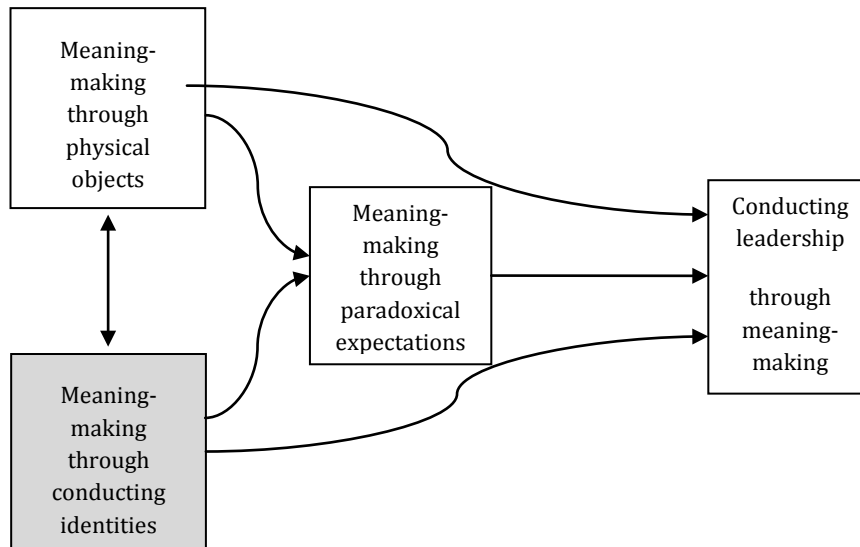 Meaning-
making
through
physical
objects
Meaning-
making
through
paradoxical
expectations
Conducting
leadership
through
meaning-
making
Meaning-
making
through
conducting
identities